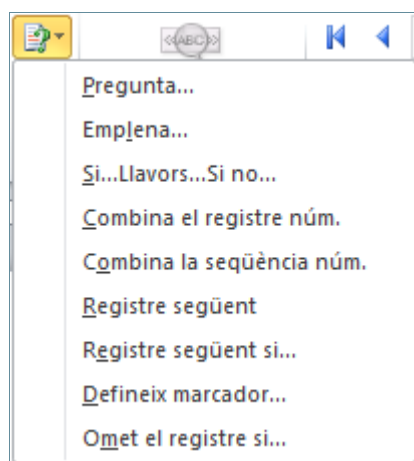 «ABC»
Pregunta...
Emplena...
Si...Llavors...Si no...
Combina el registre núm.
Combina la seqüència núm.
Registre següent
Registre següent si...
Defineix marcador...
Omet el registre si...